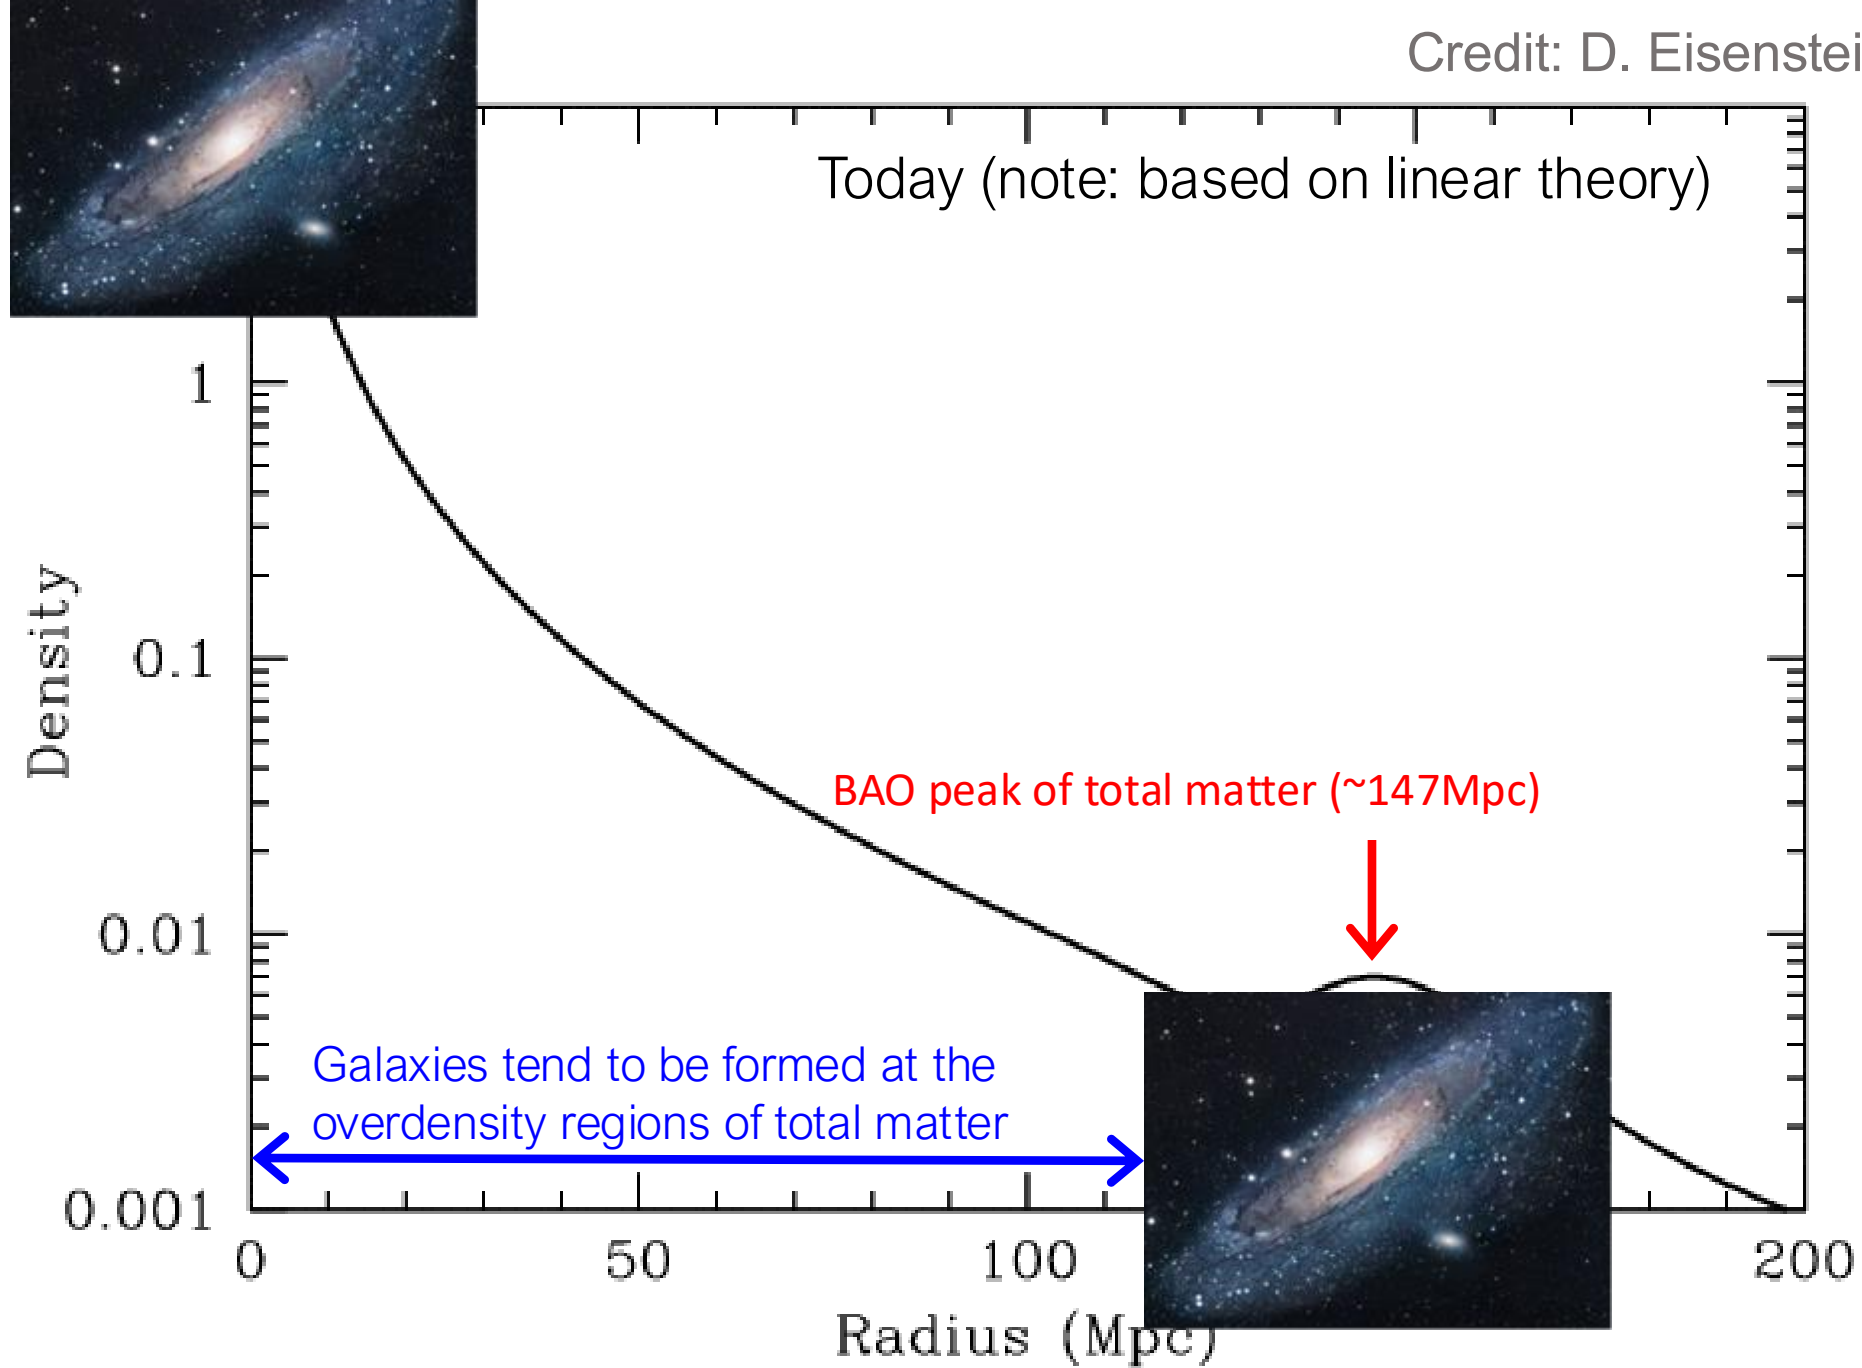 Credit: D. Eisenstei
Today (note: based on linear theory)
1
0.1
0.01
0.001
Density
BAO peak of total matter (~147Mpc)
Galaxies tend to be formed at the
overdensity regions of total matter
0
50
100
200
Radius (Mpc)